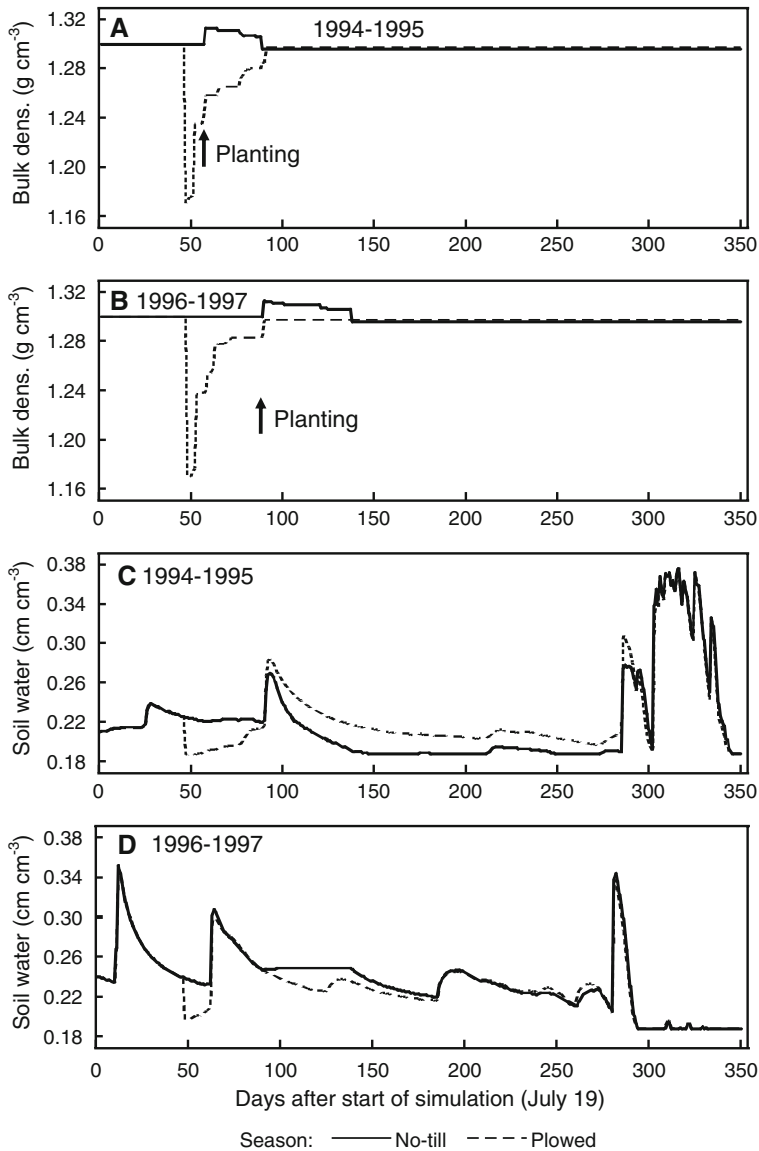 A 1994-1995
Bulk dens. (g cm⁻³)
1.32
1.28
1.24
1.20
1.16
Planting
0 50 100 150 200 250 300 350
B 1996-1997
Bulk dens. (g cm⁻³)
1.32
1.28
1.24
1.20
1.16
Planting
0 50 100 150 200 250 300 350
C 1994-1995
Soil water (cm cm⁻³)
0.38
0.34
0.30
0.26
0.22
0.18
0 50 100 150 200 250 300 350
D 1996-1997
Soil water (cm cm⁻³)
0.38
0.34
0.30
0.26
0.22
0.18
0 50 100 150 200 250 300 350
Days after start of simulation (July 19)
Season: No-till Plowed